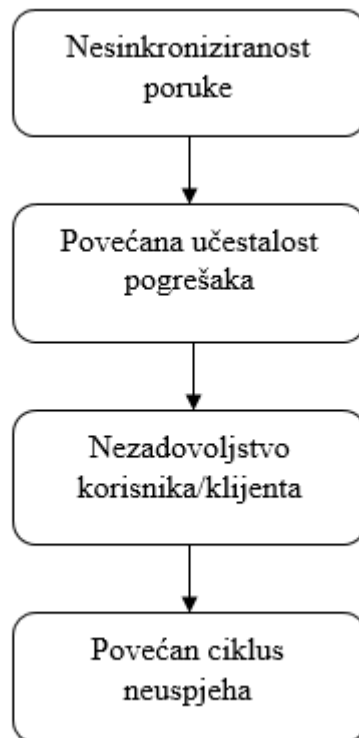 Nesinkroniziranost
poruke
Povećana učestalost
pogrešaka
Nezadovoljstvo
korisnika/klijenta
Povećan ciklus
neuspjeha